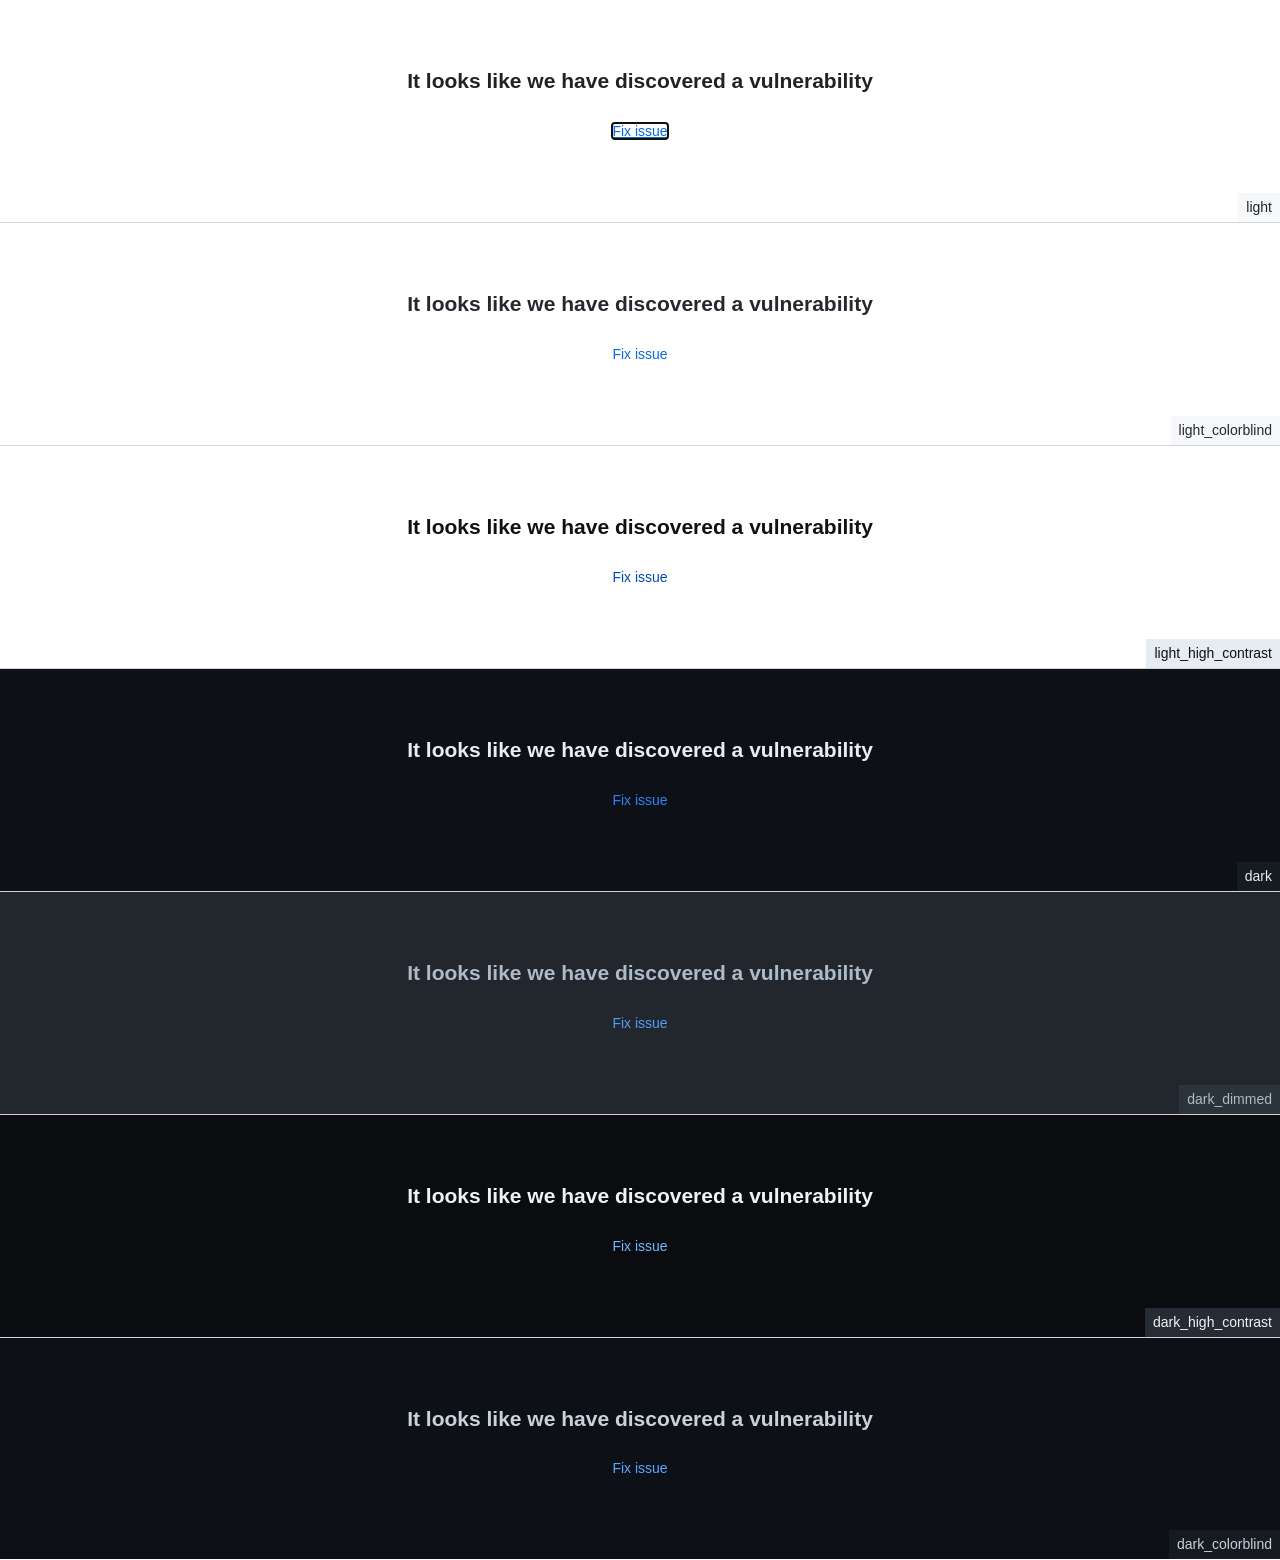 It looks like we have discovered a vulnerability
Fix issue
light
It looks like we have discovered a vulnerability
Fix issue
light_colorblind
It looks like we have discovered a vulnerability
Fix issue
light_high_contrast
It looks like we have discovered a vulnerability
Fix issue
dark
It looks like we have discovered a vulnerability
Fix issue
dark_dimmed
It looks like we have discovered a vulnerability
Fix issue
dark_high_contrast
It looks like we have discovered a vulnerability
Fix issue
dark_colorblind